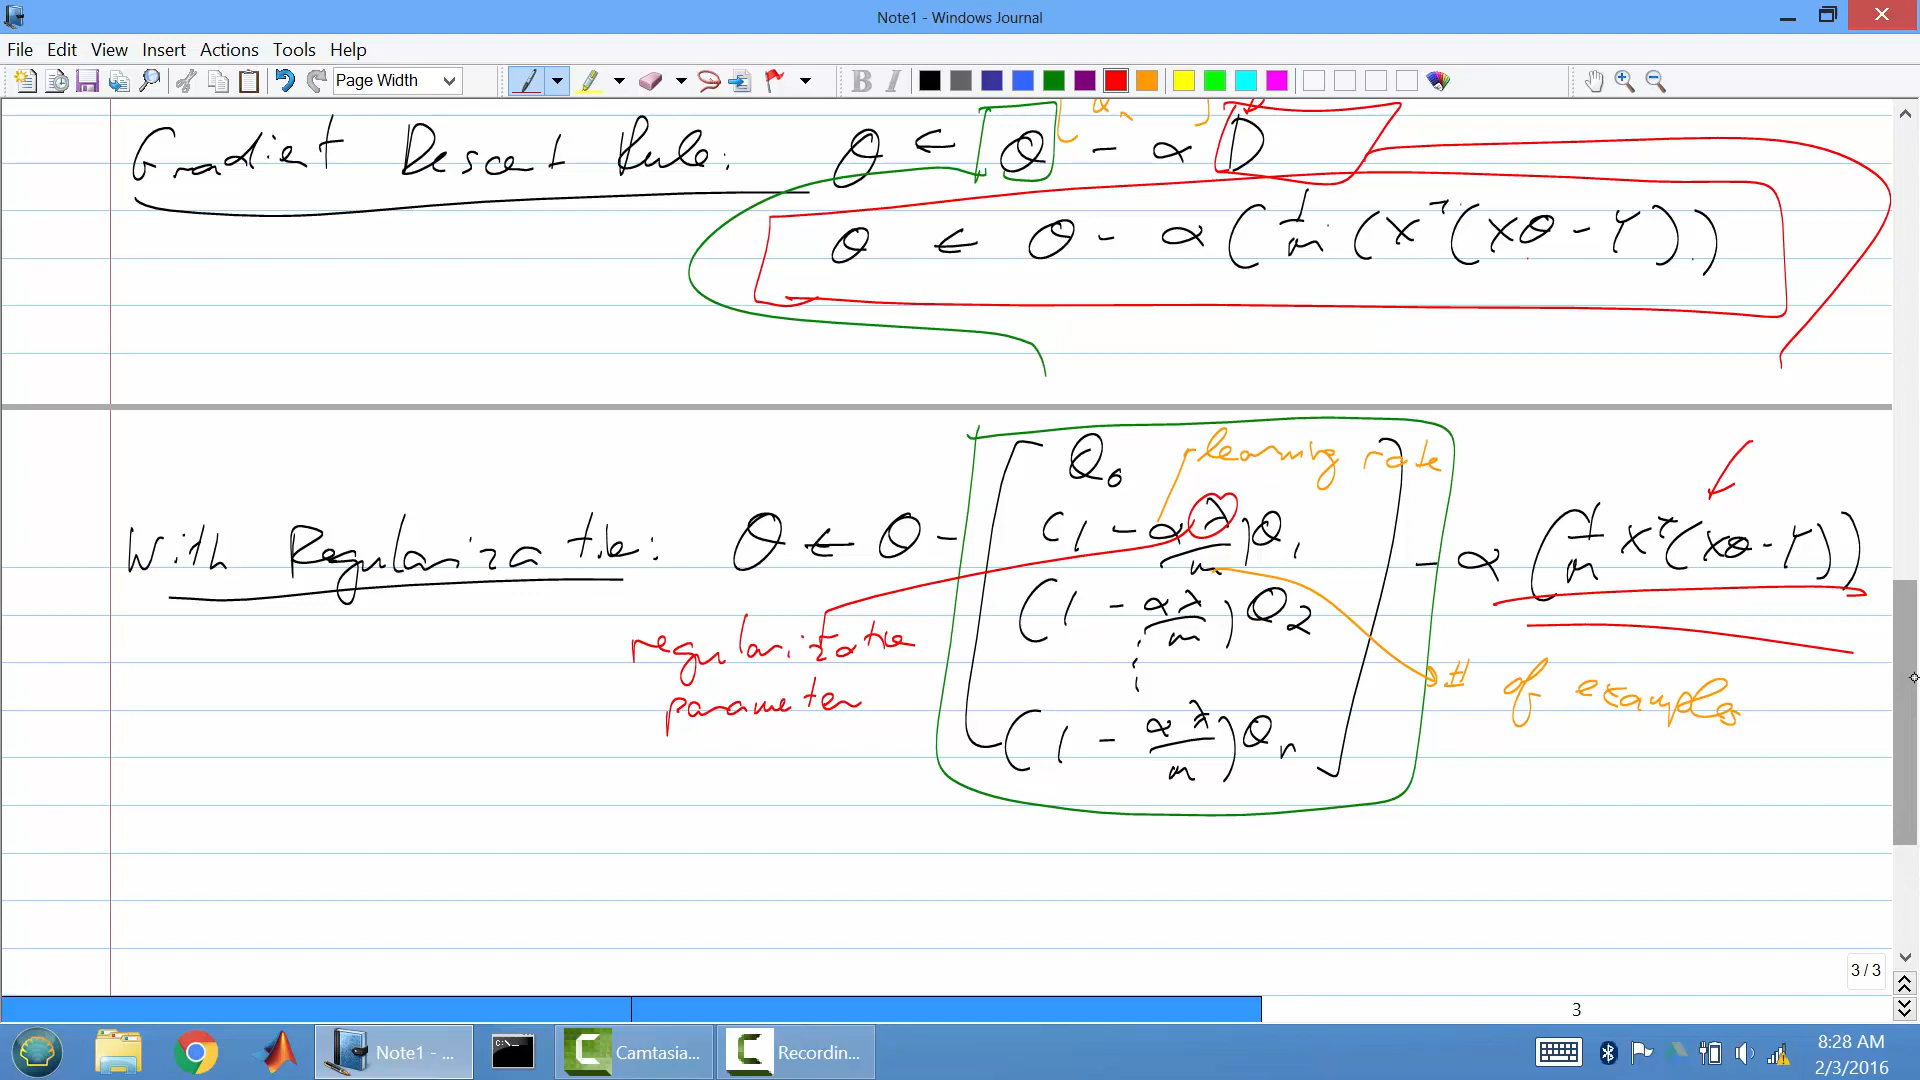 Note1 - Windows Journal
File Edit View Insert Actions Tools Help
Page Width
Gradient Descent Rule: θ ← θ - α D
θ ← θ - α (1/m (X^T (Xθ - Y))
With Regularization: θ ← θ - [ θ0
(1 - αλ/m) θ1
(1 - αλ/m) θ2
⋮
(1 - αλ/m) θn ] - α (1/m X^T (Xθ - Y))
learning rate
regularization
parameter
# of examples
3 / 3
3
Note1 - ...
C:\_
Camtasia...
Recordin...
8:28 AM
2/3/2016